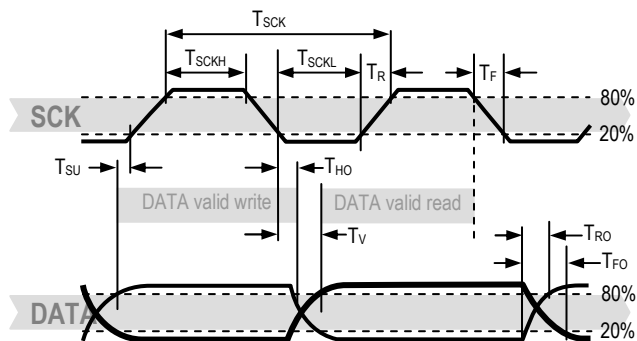 TSCK
TSCKH TSCKL TR TF
SCK
80%
20%
TSU THO
DATA valid write DATA valid read
TV TRO
TFO
DATA
80%
20%